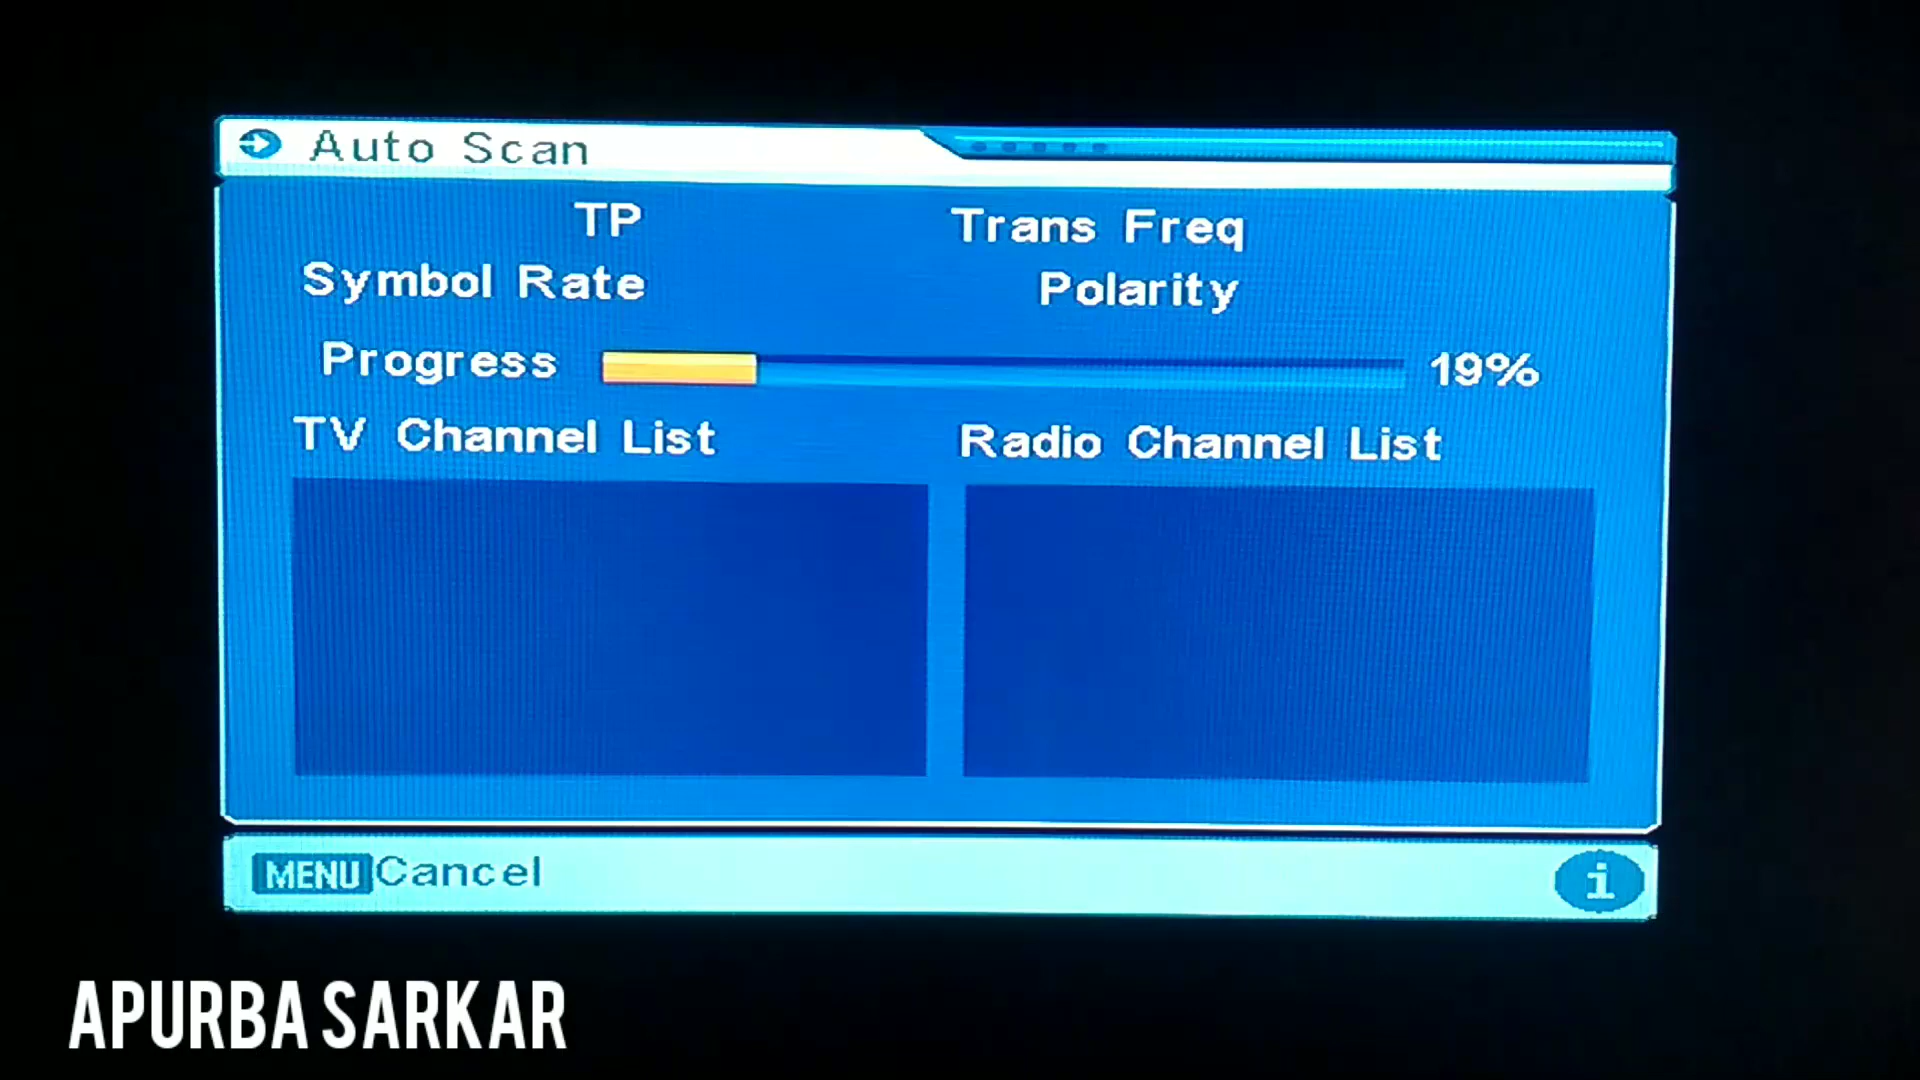 Auto Scan
TP
Trans Freq
Symbol Rate
Polarity
Progress
19%
TV Channel List
Radio Channel List
MENU Cancel
i
APURBA SARKAR